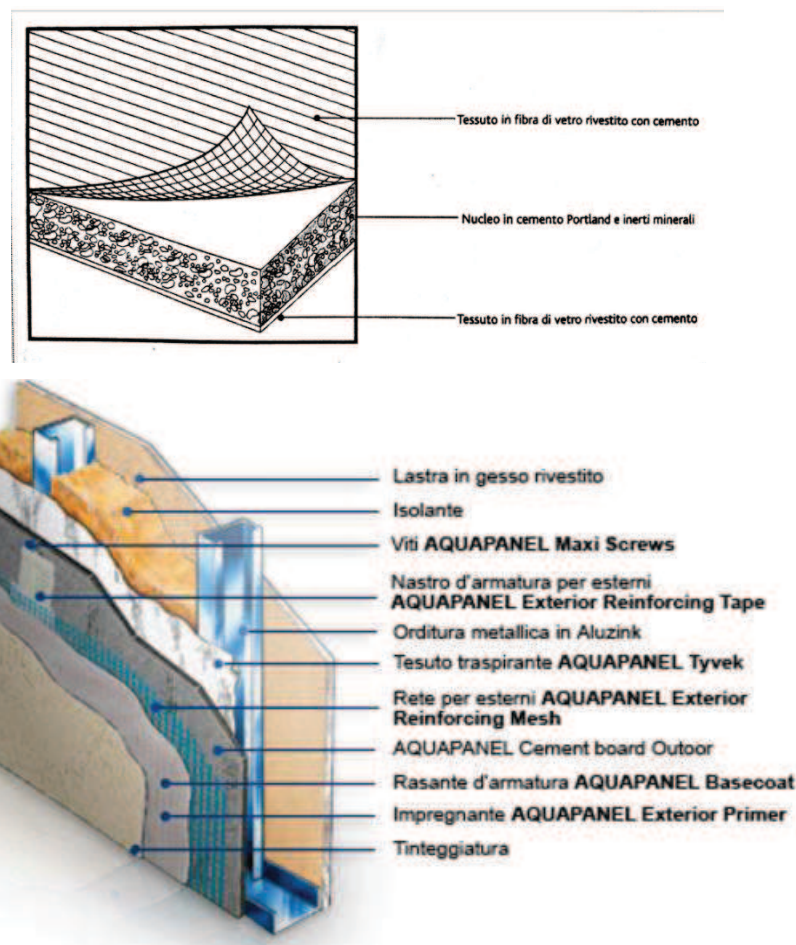 Tessuto in fibra di vetro rivestito con cemento
Nucleo in cemento Portland e inerti minerali
Tessuto in fibra di vetro rivestito con cemento
Lastra in gesso rivestito
Isolante
Viti AQUAPANEL Maxi Screws
Nastro d'armatura per esterni
AQUAPANEL Exterior Reinforcing Tape
Orditura metallica in Aluzink
Tesuto traspirante AQUAPANEL Tyvek
Rete per esterni AQUAPANEL Exterior
Reinforcing Mesh
AQUAPANEL Cement board Outoor
Rasante d'armatura AQUAPANEL Basecoat
Impregnante AQUAPANEL Exterior Primer
Tinteggiatura